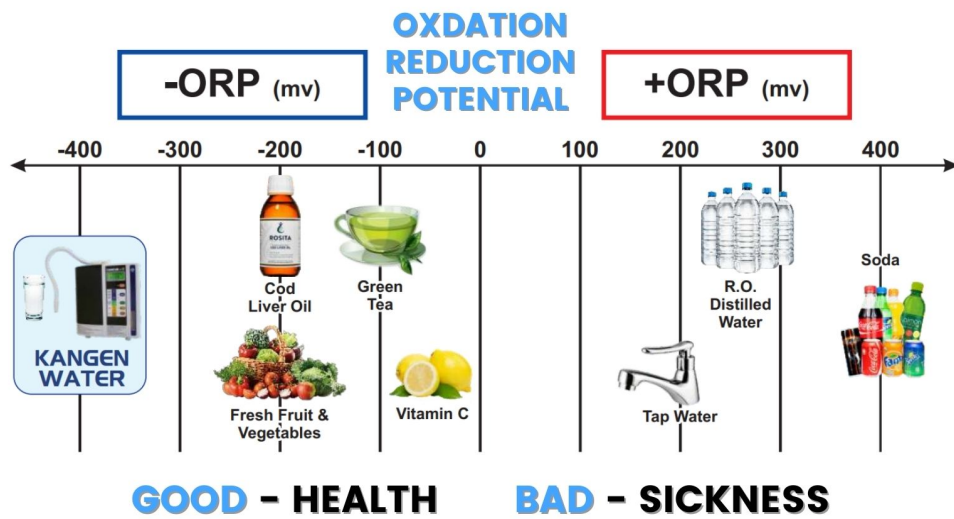 OXDATION
REDUCTION
POTENTIAL
-ORP (mv)
+ORP (mv)
-400 -300 -200 -100 0 100 200 300 400
ROSITA
Cod
Liver Oil
Green
Tea
R.O.
Distilled
Water
Soda
KANGEN
WATER
Fresh Fruit &
Vegetables
Vitamin C
Tap Water
GOOD - HEALTH
BAD - SICKNESS